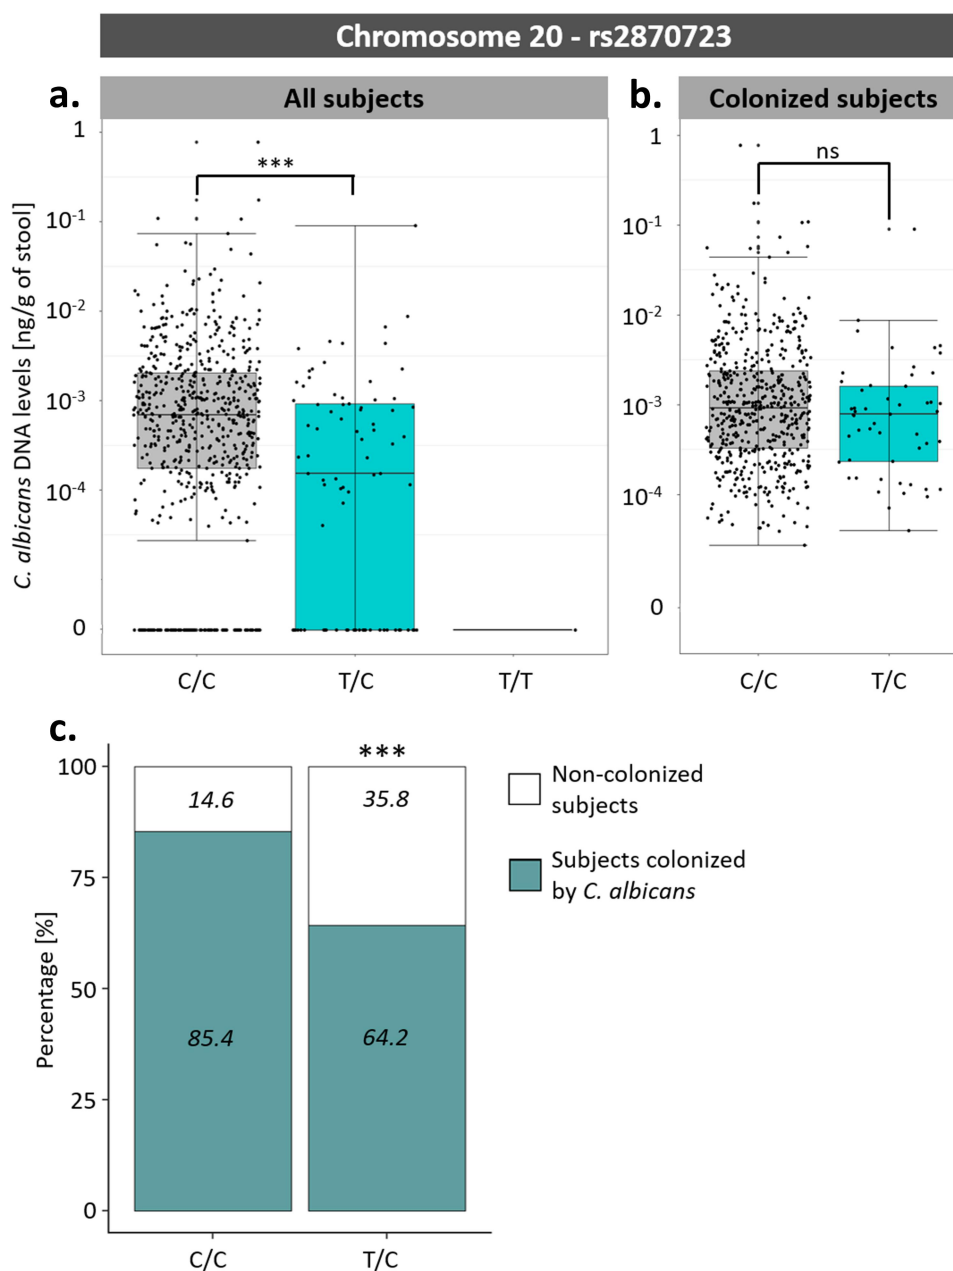 Chromosome 20 - rs2870723
a.
All subjects
b.
Colonized subjects
C. albicans DNA levels [ng/g of stool]
1
10-1
10-2
10-3
10-4
0
***
C/C
T/C
T/T
1
10-1
10-2
10-3
10-4
0
ns
C/C
T/C
c.
***
Percentage [%]
100
75
50
25
0
14.6
35.8
85.4
64.2
C/C
T/C
Non-colonized
subjects
Subjects colonized
by C. albicans